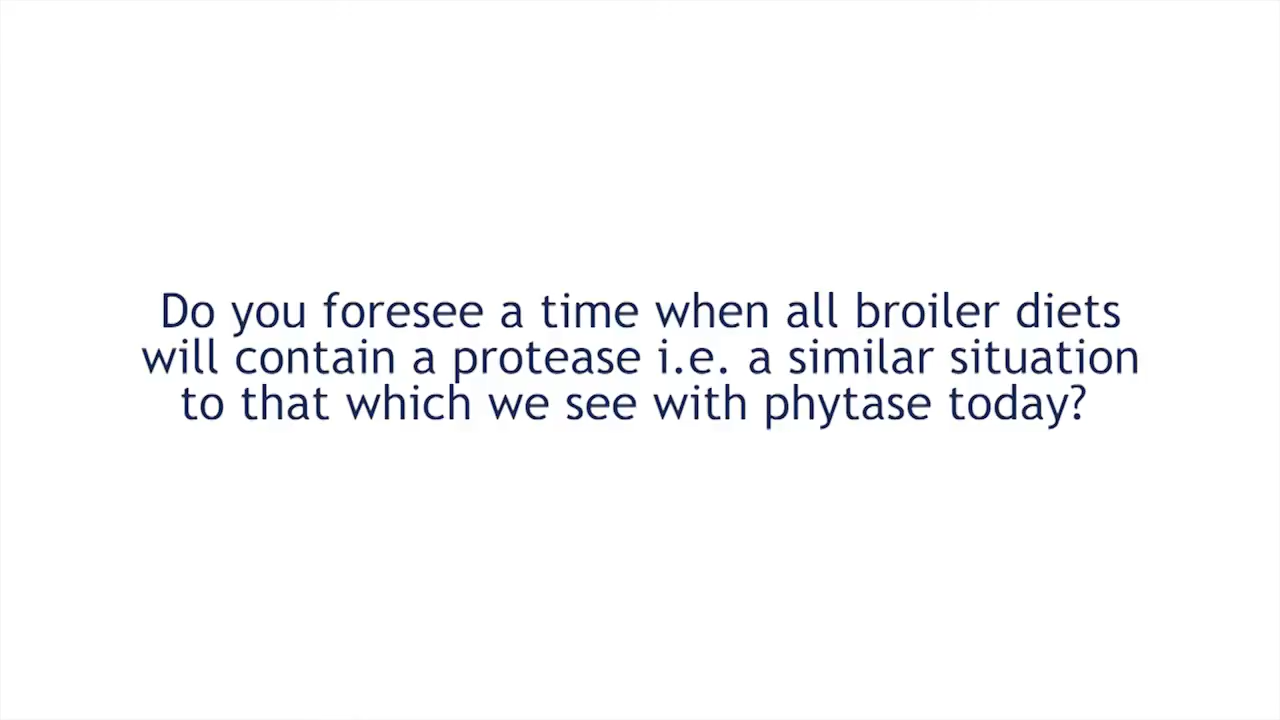 Do you foresee a time when all broiler diets
will contain a protease i.e. a similar situation
to that which we see with phytase today?